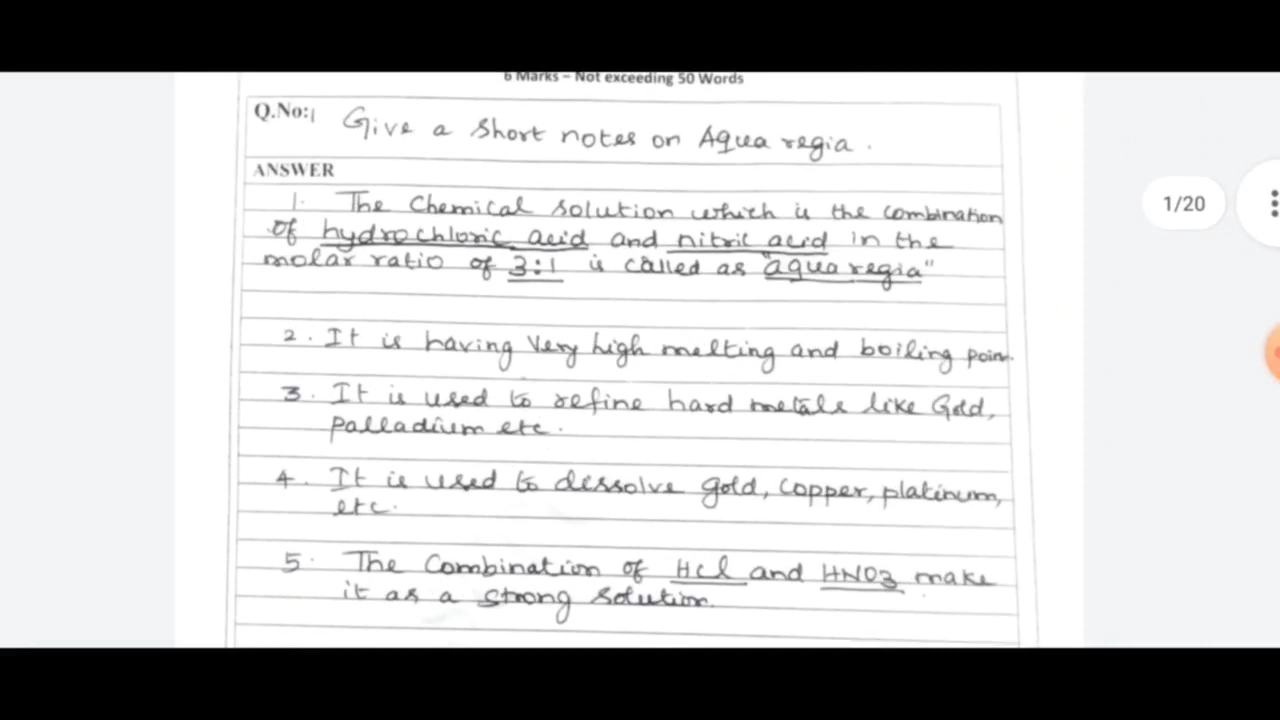 6 Marks – Not exceeding 50 Words
Q.No:1 Give a short notes on Aqua regia.
ANSWER
1. The Chemical solution which is the combination
of hydrochloric acid and nitric acid in the
molar ratio of 3:1 is called as "aqua regia"
2. It is having very high melting and boiling poin
3. It is used to refine hard metals like Gold,
palladium etc.
4. It is used to dissolve gold, copper, platinum,
etc.
5. The Combination of HCl and HNO3 make
it as a strong solution.
1/20